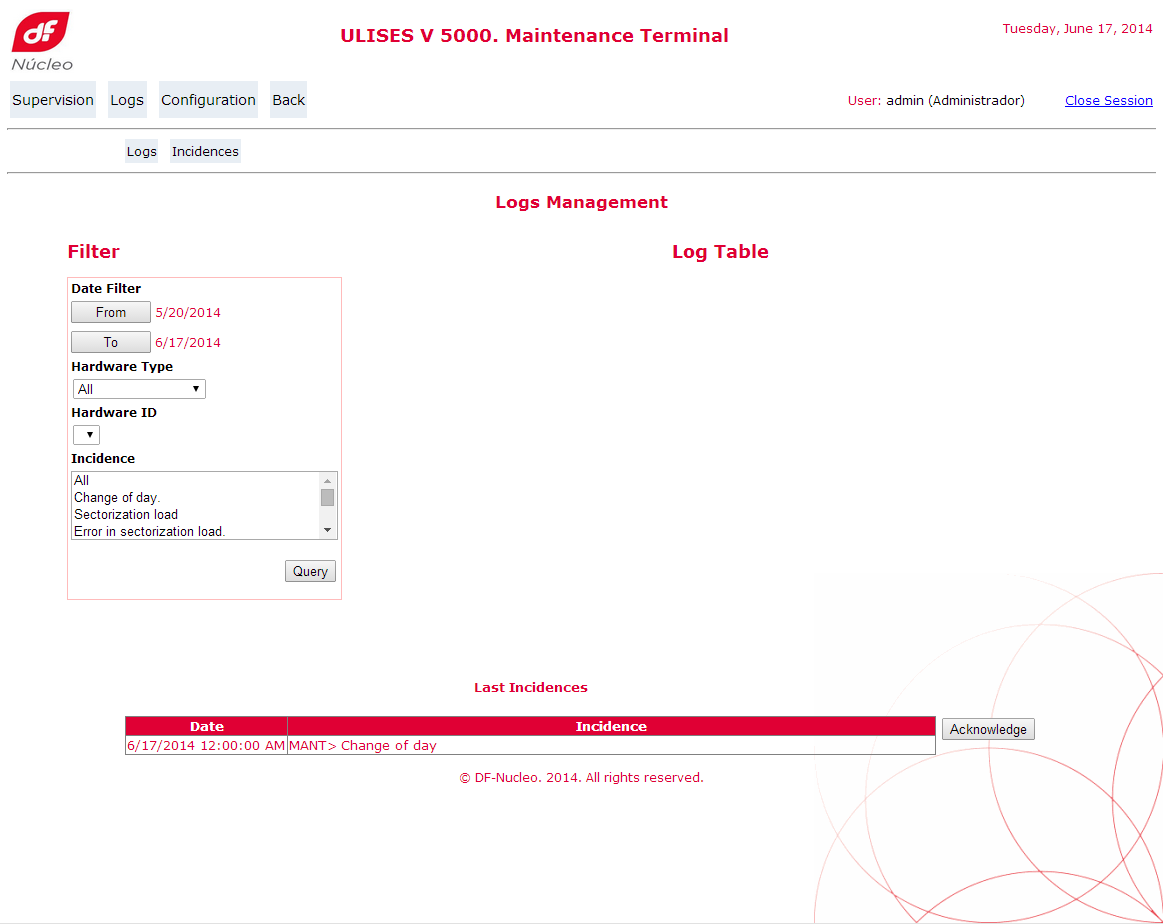 df
Núcleo
ULISES V 5000. Maintenance Terminal
Tuesday, June 17, 2014
Supervision Logs Configuration Back
User: admin (Administrador) Close Session
Logs Incidences
Logs Management
Filter
Log Table
Date Filter
From 5/20/2014
To 6/17/2014
Hardware Type
All
Hardware ID
Incidence
All
Change of day.
Sectorization load
Error in sectorization load.
Query
Last Incidences
Date Incidence
6/17/2014 12:00:00 AM MANT> Change of day
Acknowledge
© DF-Nucleo. 2014. All rights reserved.